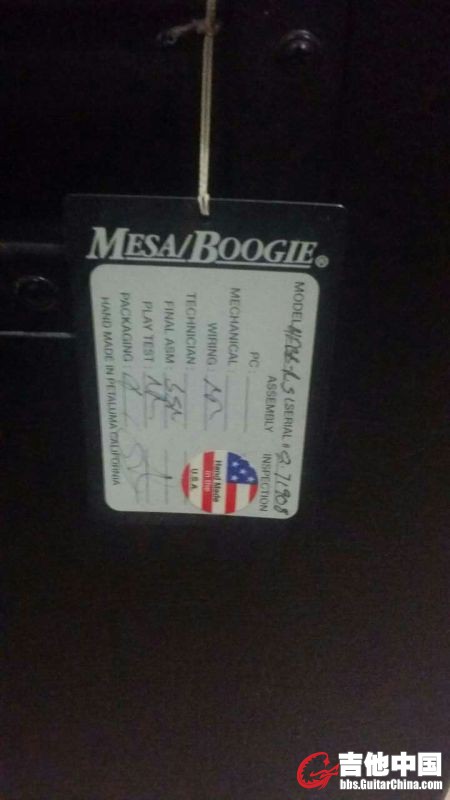 MESA/BOOGIE®
MODEL SERIAL # 71908
ASSEMBLY INSPECTION
PC:
MECHANICAL:
WIRING:
TECHNICIAN:
FINAL ASM:
PLAY TEST:
PACKAGING:
HAND MADE IN PETALUMA CALIFORNIA
Hand Made
in the
U.S.A.
吉他中国
bbs.GuitarChina.com